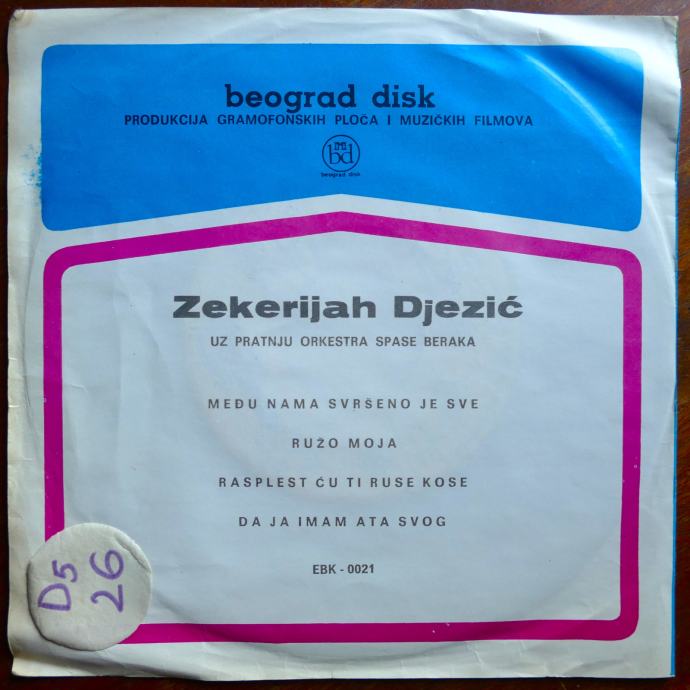 beograd disk
PRODUKCIJA GRAMOFONSKIH PLOČA I MUZIČKIH FILMOVA
bd
beograd disk
Zekerijah Djezić
UZ PRATNJU ORKESTRA SPASE BERAKA
MEĐU NAMA SVRŠENO JE SVE
RUŽO MOJA
RASPLEST ĆU TI RUSE KOSE
DA JA IMAM ATA SVOG
EBK - 0021
D5
26